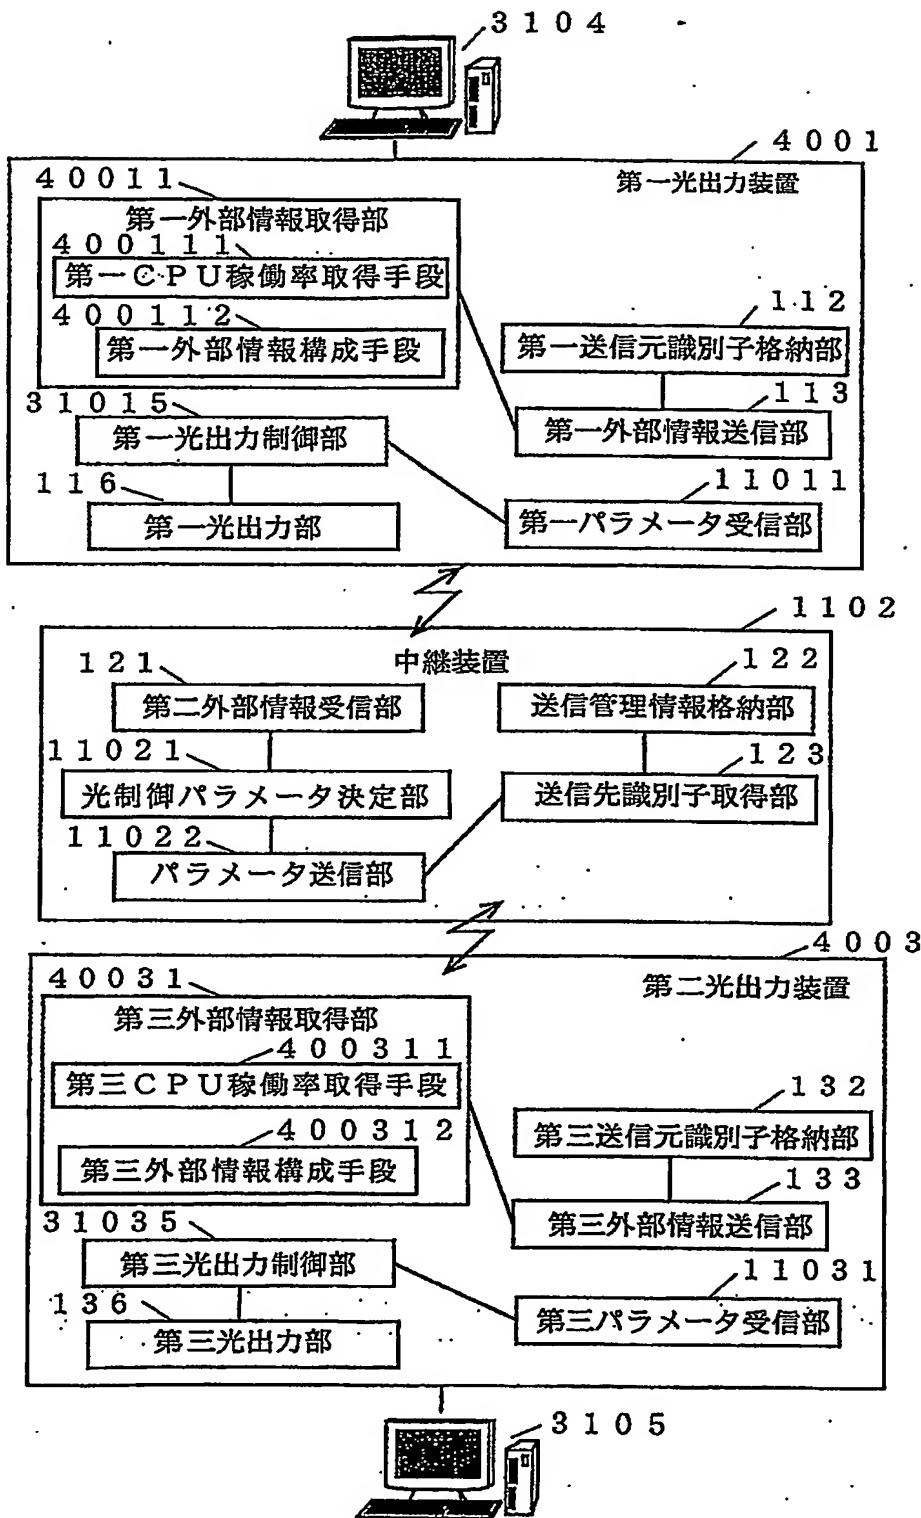 3104
4001
第一光出力装置
40011
第一外部情報取得部
400111
第一CPU稼働率取得手段
400112
第一外部情報構成手段
112
第一送信元識別子格納部
113
第一外部情報送信部
31015
第一光出力制御部
116
第一光出力部
11011
第一パラメータ受信部
1102
中継装置
121
第二外部情報受信部
122
送信管理情報格納部
11021
光制御パラメータ決定部
123
送信先識別子取得部
11022
パラメータ送信部
4003
第二光出力装置
40031
第三外部情報取得部
400311
第三CPU稼働率取得手段
400312
第三外部情報構成手段
132
第三送信元識別子格納部
133
第三外部情報送信部
31035
第三光出力制御部
136
第三光出力部
11031
第三パラメータ受信部
3105